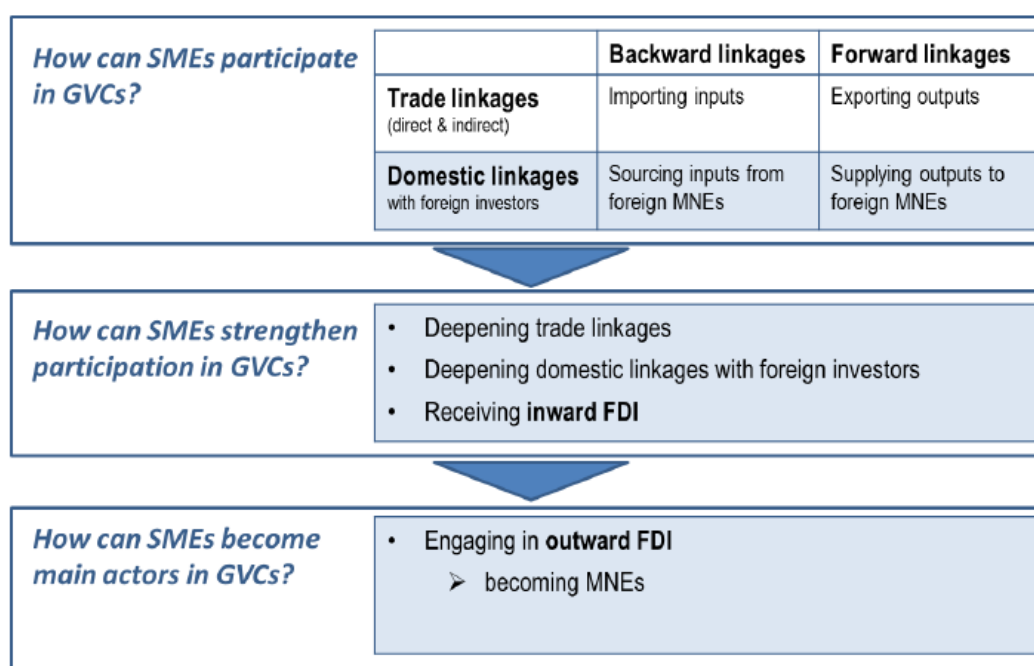 How can SMEs participate
in GVCs?
Backward linkages
Forward linkages
Trade linkages
(direct & indirect)
Importing inputs
Exporting outputs
Domestic linkages
with foreign investors
Sourcing inputs from
foreign MNEs
Supplying outputs to
foreign MNEs
How can SMEs strengthen
participation in GVCs?
• Deepening trade linkages
• Deepening domestic linkages with foreign investors
• Receiving inward FDI
How can SMEs become
main actors in GVCs?
• Engaging in outward FDI
➢ becoming MNEs